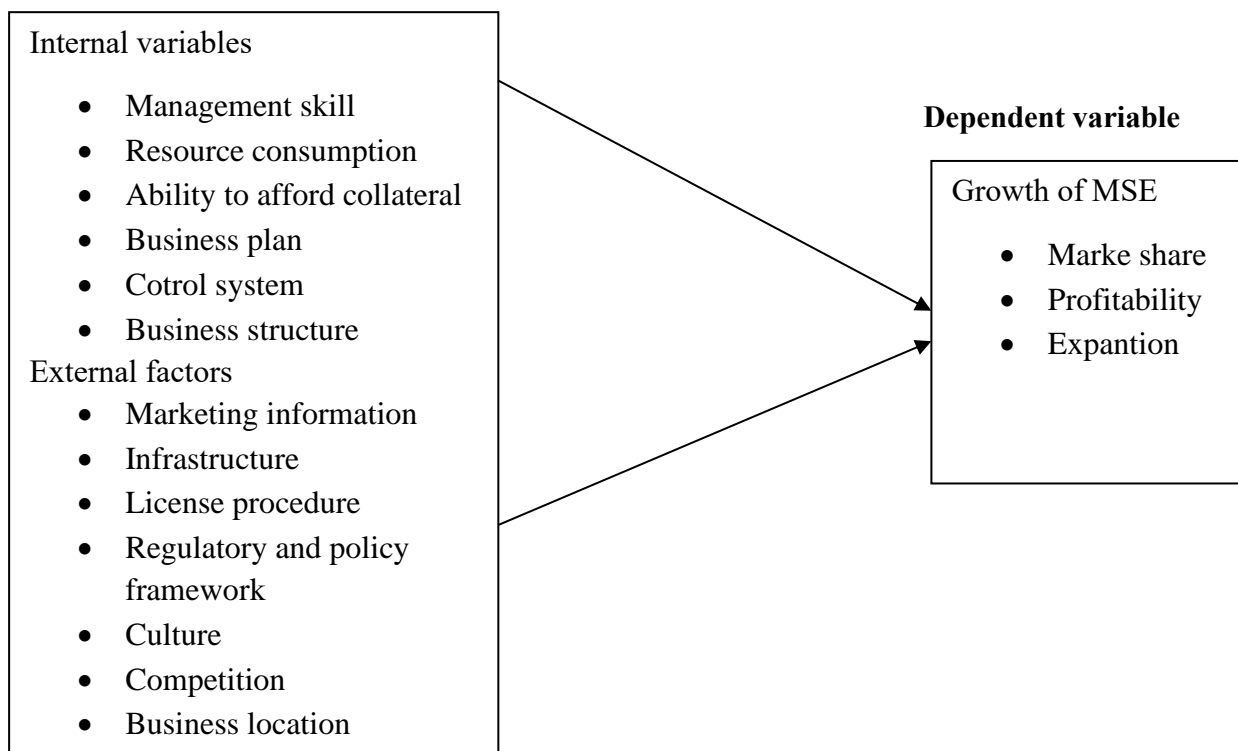 Internal variables
• Management skill
• Resource consumption
• Ability to afford collateral
• Business plan
• Cotrol system
• Business structure
External factors
• Marketing information
• Infrastructure
• License procedure
• Regulatory and policy
framework
• Culture
• Competition
• Business location
Dependent variable
Growth of MSE
• Marke share
• Profitability
• Expantion